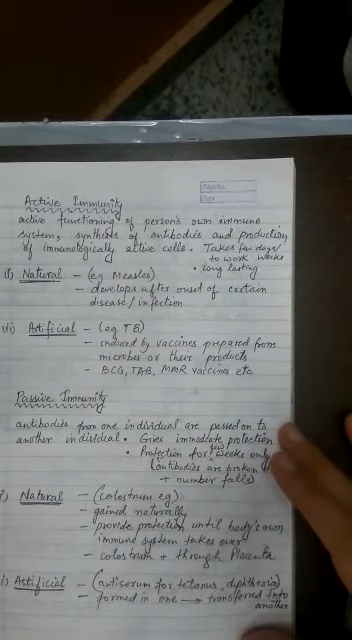 Page No.
Date
Active Immunity
active functioning of person's own immune
system, synthesis of antibodies and production
of immunologically active cells. • Takes few days/
to work weeks
• long lasting
(i) Natural – (eg Measles)
– develops after onset of certain
disease/infection
(ii) Artificial – (eg TB)
– induced by vaccines prepared from
microbes or their products
– BCG, TAB, MMR vaccines etc
Passive Immunity
antibodies from one individual are passed on to
another individual. • Gives immediate protection
• Protection for few weeks only
(antibodies are broken
+ number falls)
Natural – (colostrum eg)
– gained naturally
– provide protection until body's own
immune system takes over
– colostrum + through Placenta
Artificial – (antiserum for tetanus, diphtheria)
– formed in one → transferred into
another